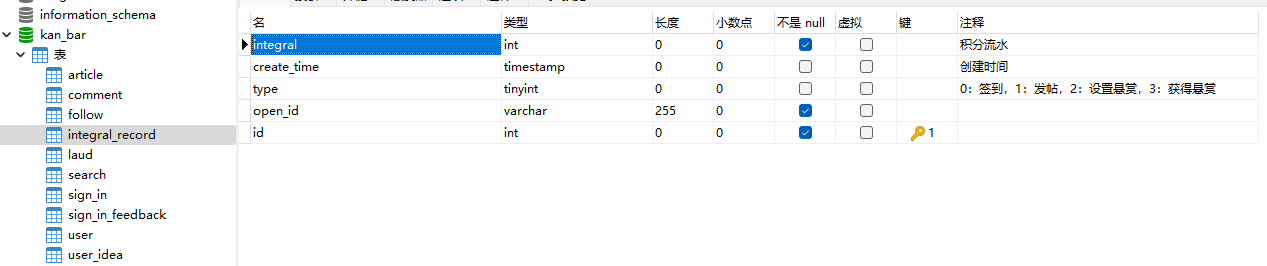 information_schema
kan_bar
表
article
comment
follow
integral_record
laud
search
sign_in
sign_in_feedback
user
user_idea
名 类型 长度 小数点 不是 null 虚拟 键 注释
integral int 0 0 积分流水
create_time timestamp 0 0 创建时间
type tinyint 0 0 0：签到，1：发帖，2：设置悬赏，3：获得悬赏
open_id varchar 255 0
id int 0 0 1